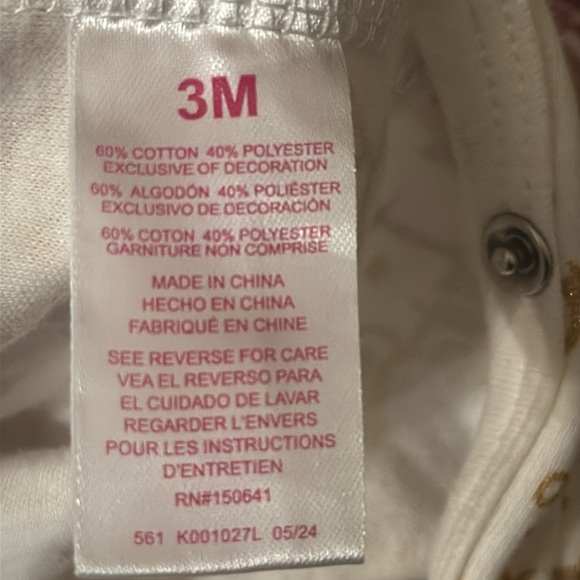 3M
60% COTTON 40% POLYESTER
EXCLUSIVE OF DECORATION
60% ALGODÓN 40% POLIÉSTER
EXCLUSIVO DE DECORACIÓN
60% COTON 40% POLYESTER
GARNITURE NON COMPRISE
MADE IN CHINA
HECHO EN CHINA
FABRIQUÉ EN CHINE
SEE REVERSE FOR CARE
VEA EL REVERSO PARA
EL CUIDADO DE LAVAR
REGARDER L'ENVERS
POUR LES INSTRUCTIONS
D'ENTRETIEN
RN#150641
561 K001027L 05/24